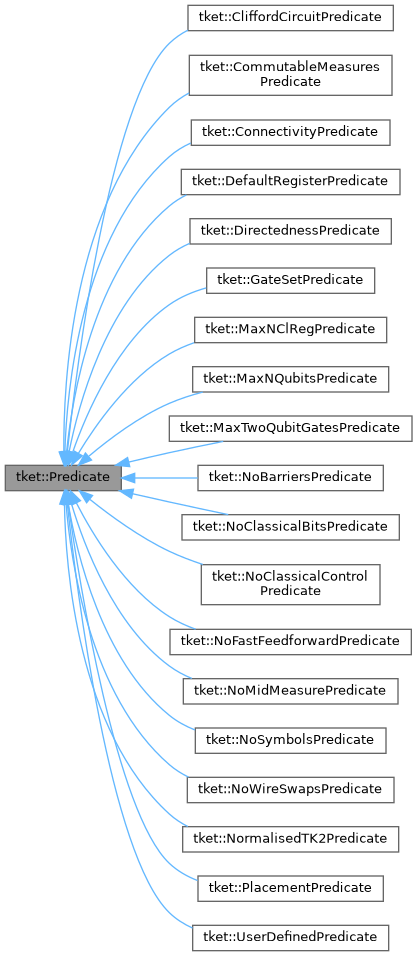 tket::CliffordCircuitPredicate
tket::CommutableMeasures
Predicate
tket::ConnectivityPredicate
tket::DefaultRegisterPredicate
tket::DirectednessPredicate
tket::GateSetPredicate
tket::MaxNClRegPredicate
tket::MaxNQubitsPredicate
tket::MaxTwoQubitGatesPredicate
tket::Predicate
tket::NoBarriersPredicate
tket::NoClassicalBitsPredicate
tket::NoClassicalControl
Predicate
tket::NoFastFeedforwardPredicate
tket::NoMidMeasurePredicate
tket::NoSymbolsPredicate
tket::NoWireSwapsPredicate
tket::NormalisedTK2Predicate
tket::PlacementPredicate
tket::UserDefinedPredicate